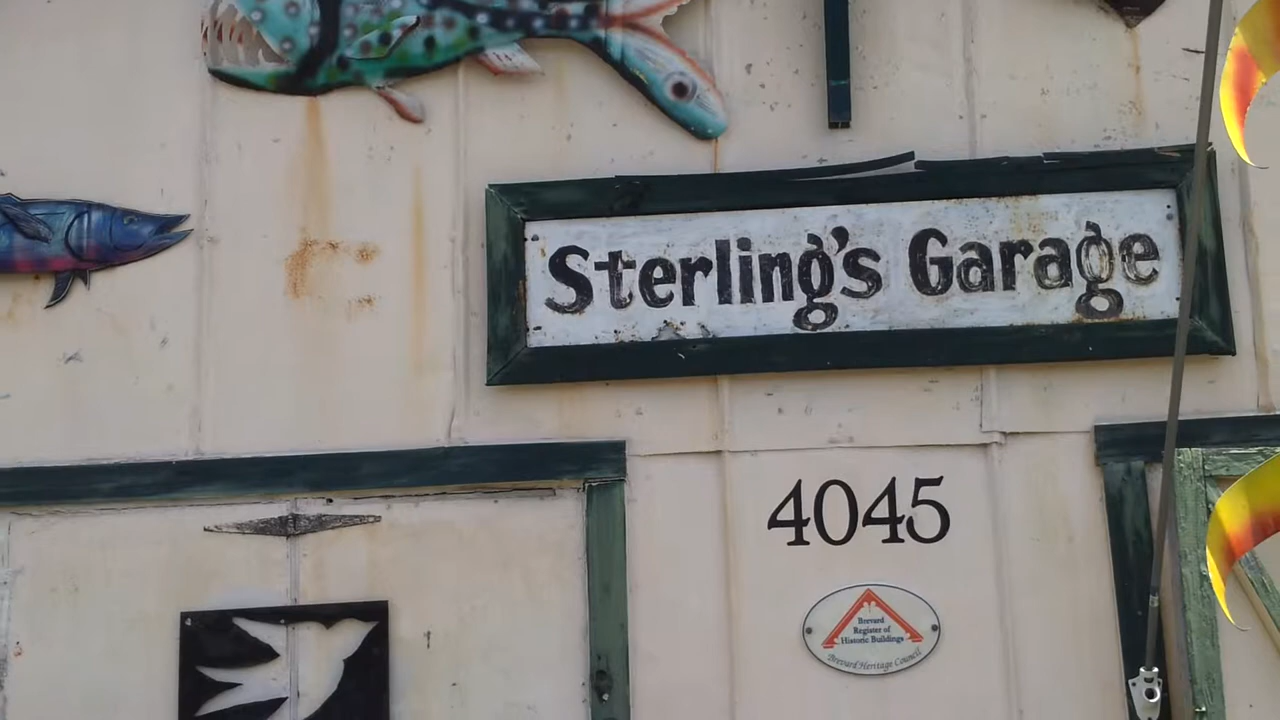 Sterling's Garage
4045
Brevard
Register of
Historic Buildings
Brevard Heritage Council